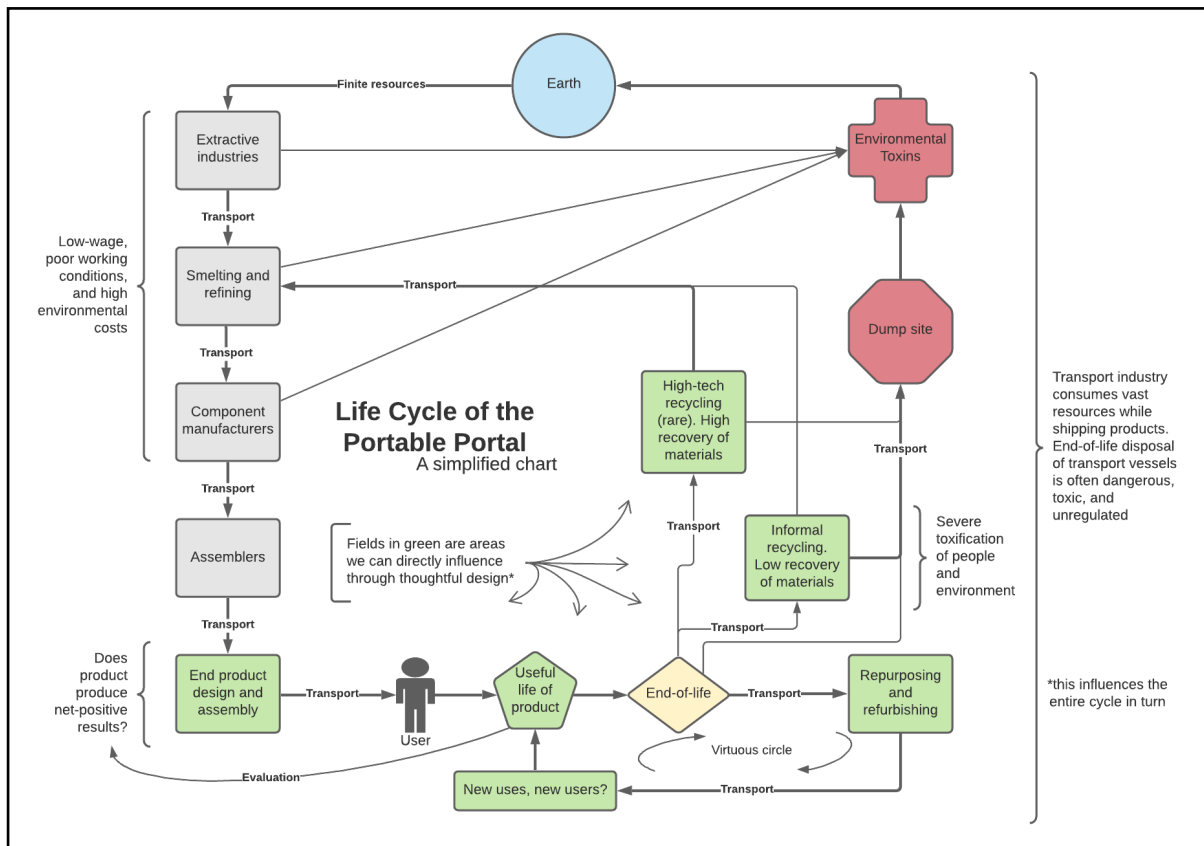 Earth
Finite resources
Extractive
industries
Environmental
Toxins
Transport
Low-wage,
poor working
conditions,
and high
environmental
costs
Smelting and
refining
Transport
Dump site
Transport
Component
manufacturers
High-tech
recycling
(rare). High
recovery of
materials
Life Cycle of the
Portable Portal
A simplified chart
Transport industry
consumes vast
resources while
shipping products.
End-of-life disposal
of transport vessels
is often dangerous,
toxic, and
unregulated
Transport
Transport
Transport
Assemblers
Fields in green are areas
we can directly influence
through thoughtful design*
Informal
recycling.
Low recovery
of materials
Severe
toxification
of people
and
environment
Transport
Transport
Does
product
produce
net-positive
results?
End product
design and
assembly
Transport
User
Useful
life of
product
End-of-life
Transport
Repurposing
and
refurbishing
*this influences the
entire cycle in turn
Virtuous circle
Evaluation
New uses, new users?
Transport